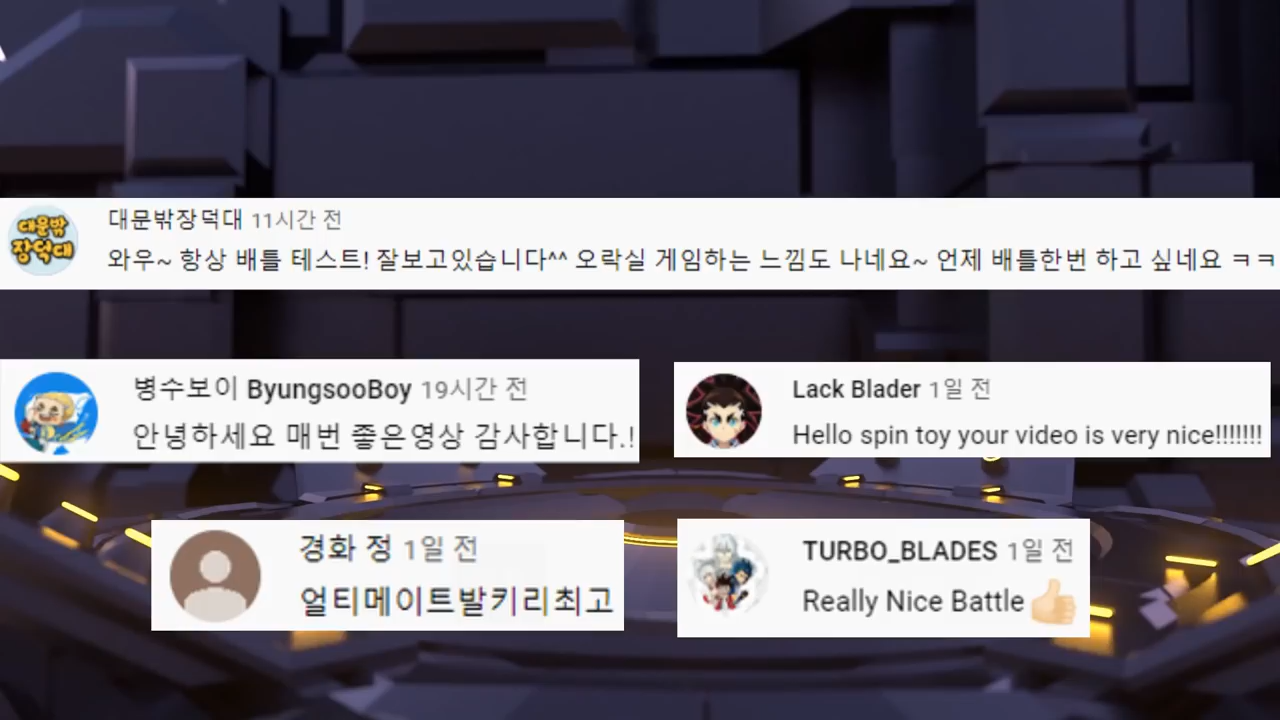 대문밖
장덕대
대문밖장덕대 11시간 전
와우~ 항상 배틀 테스트! 잘보고있습니다^^ 오락실 게임하는 느낌도 나네요~ 언제 배틀한번 하고 싶네요 ㅋㅋ
병수보이 ByungsooBoy 19시간 전
안녕하세요 매번 좋은영상 감사합니다.!
Lack Blader 1일 전
Hello spin toy your video is very nice!!!!!!!
경화 정 1일 전
얼티메이트발키리최고
TURBO_BLADES 1일 전
Really Nice Battle👍🏻